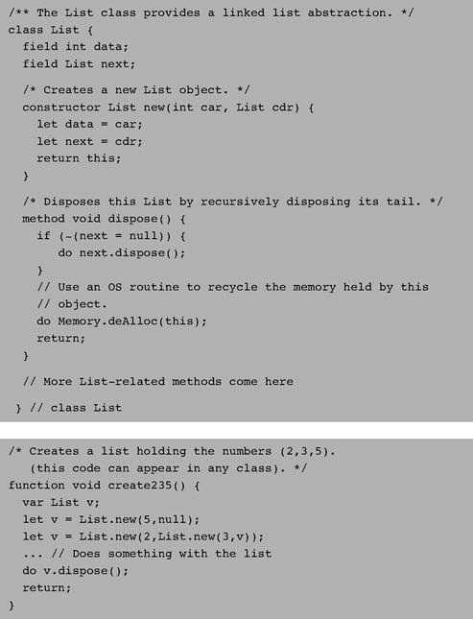 /** The List class provides a linked list abstraction. */
class List {
field int data;
field List next;
/* Creates a new List object. */
constructor List new(int car, List cdr) {
let data = car;
let next = cdr;
return this;
}
/* Disposes this List by recursively disposing its tail. */
method void dispose() {
if (~(next = null)) {
do next.dispose();
}
// Use an OS routine to recycle the memory held by this
// object.
do Memory.deAlloc(this);
return;
}
// More List-related methods come here
} // class List
/* Creates a list holding the numbers (2,3,5).
(this code can appear in any class). */
function void create235() {
var List v;
let v = List.new(5,null);
let v = List.new(2,List.new(3,v));
... // Does something with the list
do v.dispose();
return;
}